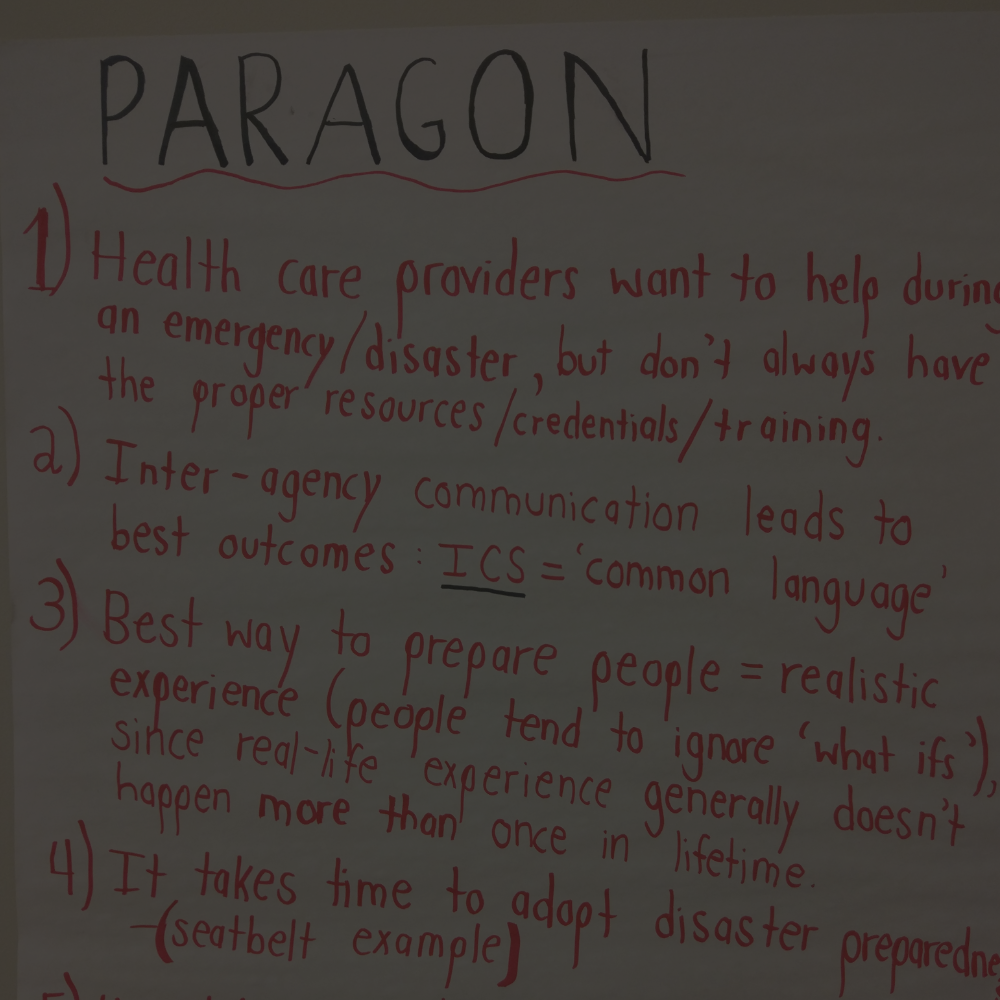 PARAGON
1) Health care providers want to help during
an emergency/disaster, but don't always have
the proper resources/credentials/training.
2) Inter-agency communication leads to
best outcomes: ICS = 'common language'
3) Best way to prepare people = realistic
experience (people tend to ignore 'what ifs'),
since real-life experience generally doesn't
happen more than once in lifetime.
4) It takes time to adopt disaster preparedne
-(seatbelt example)
5)